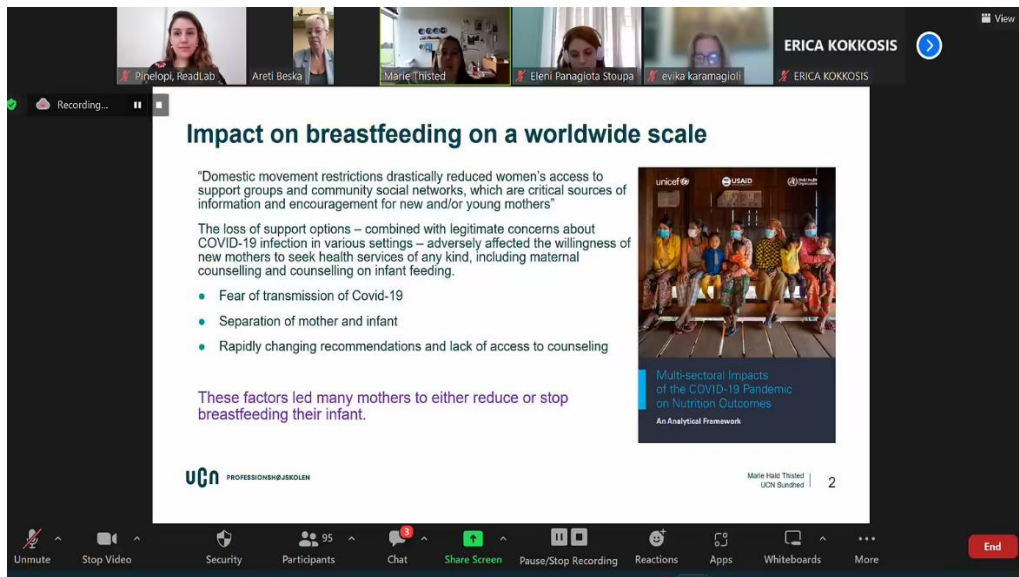 View
Pinelopi, ReadLab
Areti Beska
Marie Thisted
Eleni Panagiota Stoupa
evika karamagioli
ERICA KOKKOSIS
ERICA KOKKOSIS
Recording...
Impact on breastfeeding on a worldwide scale
“Domestic movement restrictions drastically reduced women’s access to
support groups and community social networks, which are critical sources of
information and encouragement for new and/or young mothers”
The loss of support options – combined with legitimate concerns about
COVID-19 infection in various settings – adversely affected the willingness of
new mothers to seek health services of any kind, including maternal
counselling and counselling on infant feeding.
● Fear of transmission of Covid-19
● Separation of mother and infant
● Rapidly changing recommendations and lack of access to counseling
These factors led many mothers to either reduce or stop
breastfeeding their infant.
unicef
USAID
Multi-sectoral Impacts
of the COVID-19 Pandemic
on Nutrition Outcomes
An Analytical Framework
UCN PROFESSIONSHØJSKOLEN
Marie Hald Thisted
UCN Sundhed
2
Unmute
Stop Video
Security
95
Participants
3
Chat
Share Screen
Pause/Stop Recording
Reactions
Apps
Whiteboards
More
End